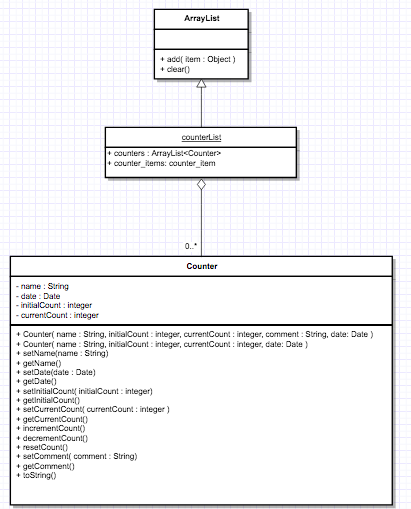 ArrayList
+ add( item : Object )
+ clear()
counterList
+ counters : ArrayList<Counter>
+ counter_items: counter_item
0..*
Counter
- name : String
- date : Date
- initialCount : integer
- currentCount : integer
+ Counter( name : String, initialCount : integer, currentCount : integer, comment : String, date: Date )
+ Counter( name : String, initialCount : integer, currentCount : integer, date : Date )
+ setName(name : String)
+ getName()
+ setDate(date : Date)
+ getDate()
+ setInitialCount( initialCount : integer)
+ getInitialCount()
+ setCurrentCount( currentCount : integer )
+ getCurrentCount()
+ incrementCount()
+ decrementCount()
+ resetCount()
+ setComment( comment : String)
+ getComment()
+ toString()